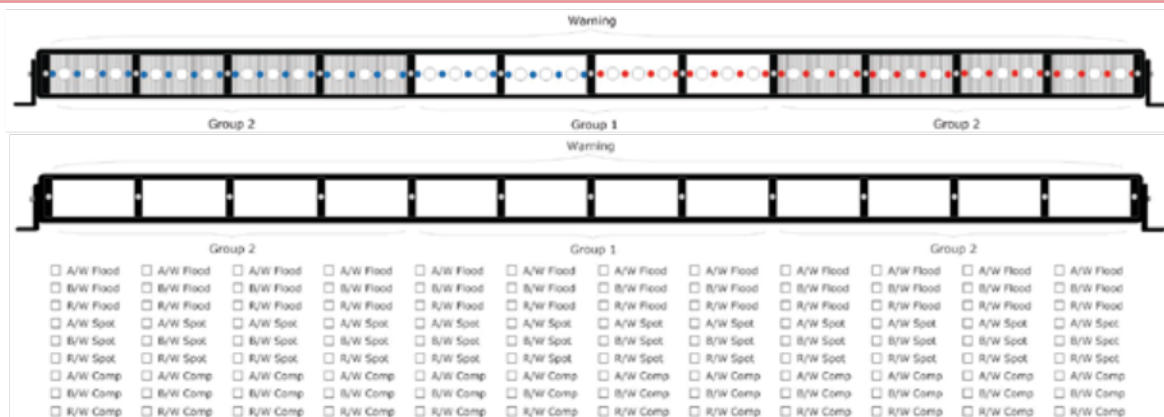 Warning
Group 2 Group 1 Group 2
Warning
Group 2 Group 1 Group 2
☐ A/W Flood ☐ A/W Flood ☐ A/W Flood ☐ A/W Flood ☐ A/W Flood ☐ A/W Flood ☐ A/W Flood ☐ A/W Flood ☐ A/W Flood ☐ A/W Flood ☐ A/W Flood ☐ A/W Flood
☐ B/W Flood ☐ B/W Flood ☐ B/W Flood ☐ B/W Flood ☐ B/W Flood ☐ B/W Flood ☐ B/W Flood ☐ B/W Flood ☐ B/W Flood ☐ B/W Flood ☐ B/W Flood ☐ B/W Flood
☐ R/W Flood ☐ R/W Flood ☐ R/W Flood ☐ R/W Flood ☐ R/W Flood ☐ R/W Flood ☐ R/W Flood ☐ R/W Flood ☐ R/W Flood ☐ R/W Flood ☐ R/W Flood ☐ R/W Flood
☐ A/W Spot ☐ A/W Spot ☐ A/W Spot ☐ A/W Spot ☐ A/W Spot ☐ A/W Spot ☐ A/W Spot ☐ A/W Spot ☐ A/W Spot ☐ A/W Spot ☐ A/W Spot ☐ A/W Spot
☐ B/W Spot ☐ B/W Spot ☐ B/W Spot ☐ B/W Spot ☐ B/W Spot ☐ B/W Spot ☐ B/W Spot ☐ B/W Spot ☐ B/W Spot ☐ B/W Spot ☐ B/W Spot ☐ B/W Spot
☐ R/W Spot ☐ R/W Spot ☐ R/W Spot ☐ R/W Spot ☐ R/W Spot ☐ R/W Spot ☐ R/W Spot ☐ R/W Spot ☐ R/W Spot ☐ R/W Spot ☐ R/W Spot ☐ R/W Spot
☐ A/W Comp ☐ A/W Comp ☐ A/W Comp ☐ A/W Comp ☐ A/W Comp ☐ A/W Comp ☐ A/W Comp ☐ A/W Comp ☐ A/W Comp ☐ A/W Comp ☐ A/W Comp ☐ A/W Comp
☐ B/W Comp ☐ B/W Comp ☐ B/W Comp ☐ B/W Comp ☐ B/W Comp ☐ B/W Comp ☐ B/W Comp ☐ B/W Comp ☐ B/W Comp ☐ B/W Comp ☐ B/W Comp ☐ B/W Comp
☐ R/W Comp ☐ R/W Comp ☐ R/W Comp ☐ R/W Comp ☐ R/W Comp ☐ R/W Comp ☐ R/W Comp ☐ R/W Comp ☐ R/W Comp ☐ R/W Comp ☐ R/W Comp ☐ R/W Comp